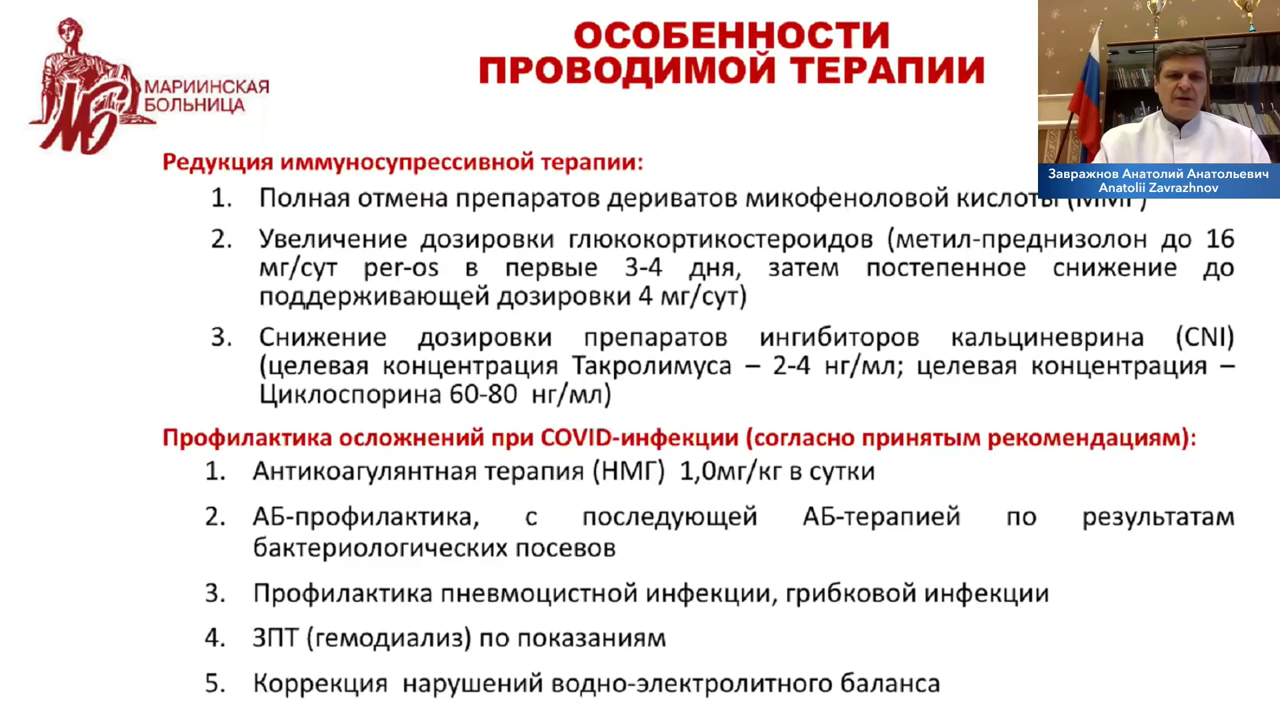 ОСОБЕННОСТИ
ПРОВОДИМОЙ ТЕРАПИИ
МАРИИНСКАЯ
БОЛЬНИЦА
Завражнов Анатолий Анатольевич
Anatolii Zavrazhnov
Редукция иммуносупрессивной терапии:
1. Полная отмена препаратов дериватов микофеноловой кислоты (ММF)
2. Увеличение дозировки глюкокортикостероидов (метил-преднизолон до 16
мг/сут per-os в первые 3-4 дня, затем постепенное снижение до
поддерживающей дозировки 4 мг/сут)
3. Снижение дозировки препаратов ингибиторов кальциневрина (CNI)
(целевая концентрация Такролимуса – 2-4 нг/мл; целевая концентрация –
Циклоспорина 60-80 нг/мл)
Профилактика осложнений при COVID-инфекции (согласно принятым рекомендациям):
1. Антикоагулянтная терапия (НМГ) 1,0мг/кг в сутки
2. АБ-профилактика, с последующей АБ-терапией по результатам
бактериологических посевов
3. Профилактика пневмоцистной инфекции, грибковой инфекции
4. ЗПТ (гемодиализ) по показаниям
5. Коррекция нарушений водно-электролитного баланса